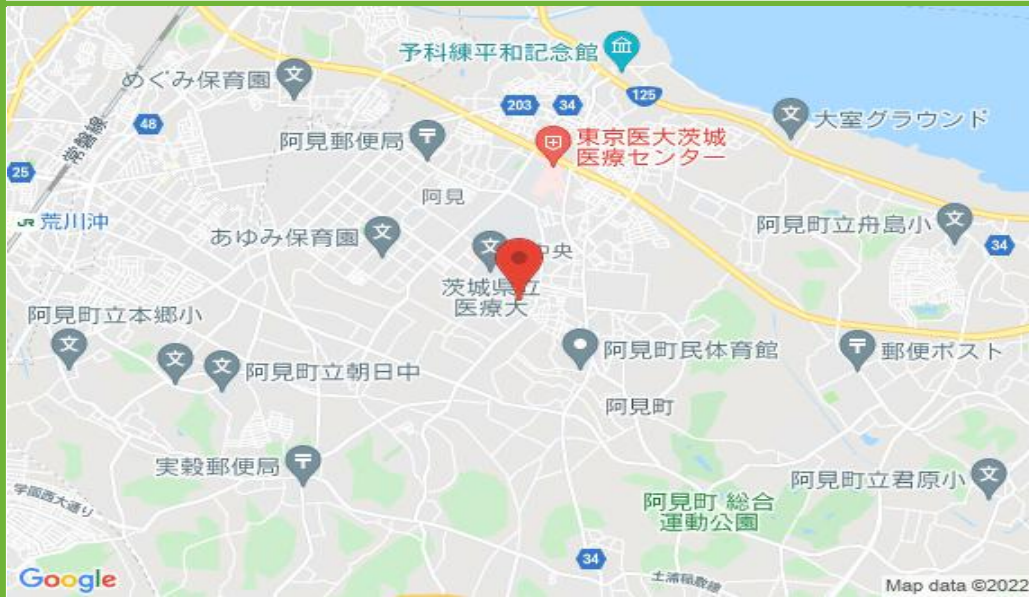 予科練平和記念館
めぐみ保育園
125
203
34
大室グラウンド
48
常磐線
阿見郵便局
東京医大茨城
医療センター
25
阿見
JR 荒川沖
あゆみ保育園
中央
阿見町立舟島小
34
茨城県立
医療大
阿見町立本郷小
阿見町民体育館
郵便ポスト
阿見町立朝日中
阿見町
実穀郵便局
阿見町立君原小
学園西大通り
阿見町 総合
運動公園
34
土浦稲敷線
Google
Map data ©2022